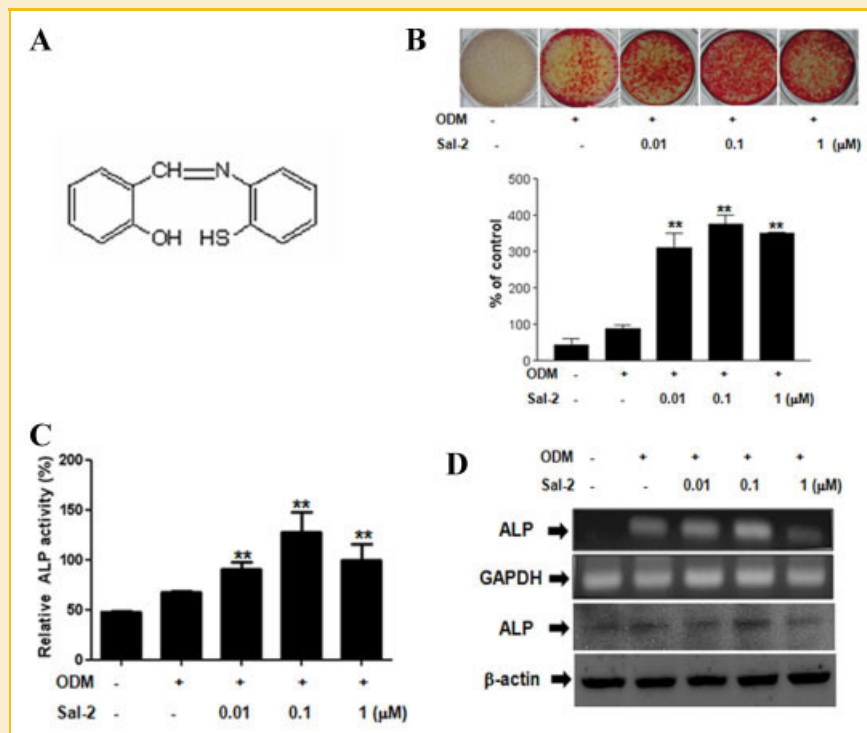 A
CH N
OH HS
B
ODM - + + + +
Sal-2 - - 0.01 0.1 1 (μM)
500
400
300
200
100
0
% of control
** ** **
ODM - + + + +
Sal-2 - - 0.01 0.1 1 (μM)
C
200
150
100
50
0
Relative ALP activity (%)
** ** **
ODM - + + + +
Sal-2 - - 0.01 0.1 1 (μM)
D
ODM - + + + +
Sal-2 - - 0.01 0.1 1 (μM)
ALP
GAPDH
ALP
β-actin